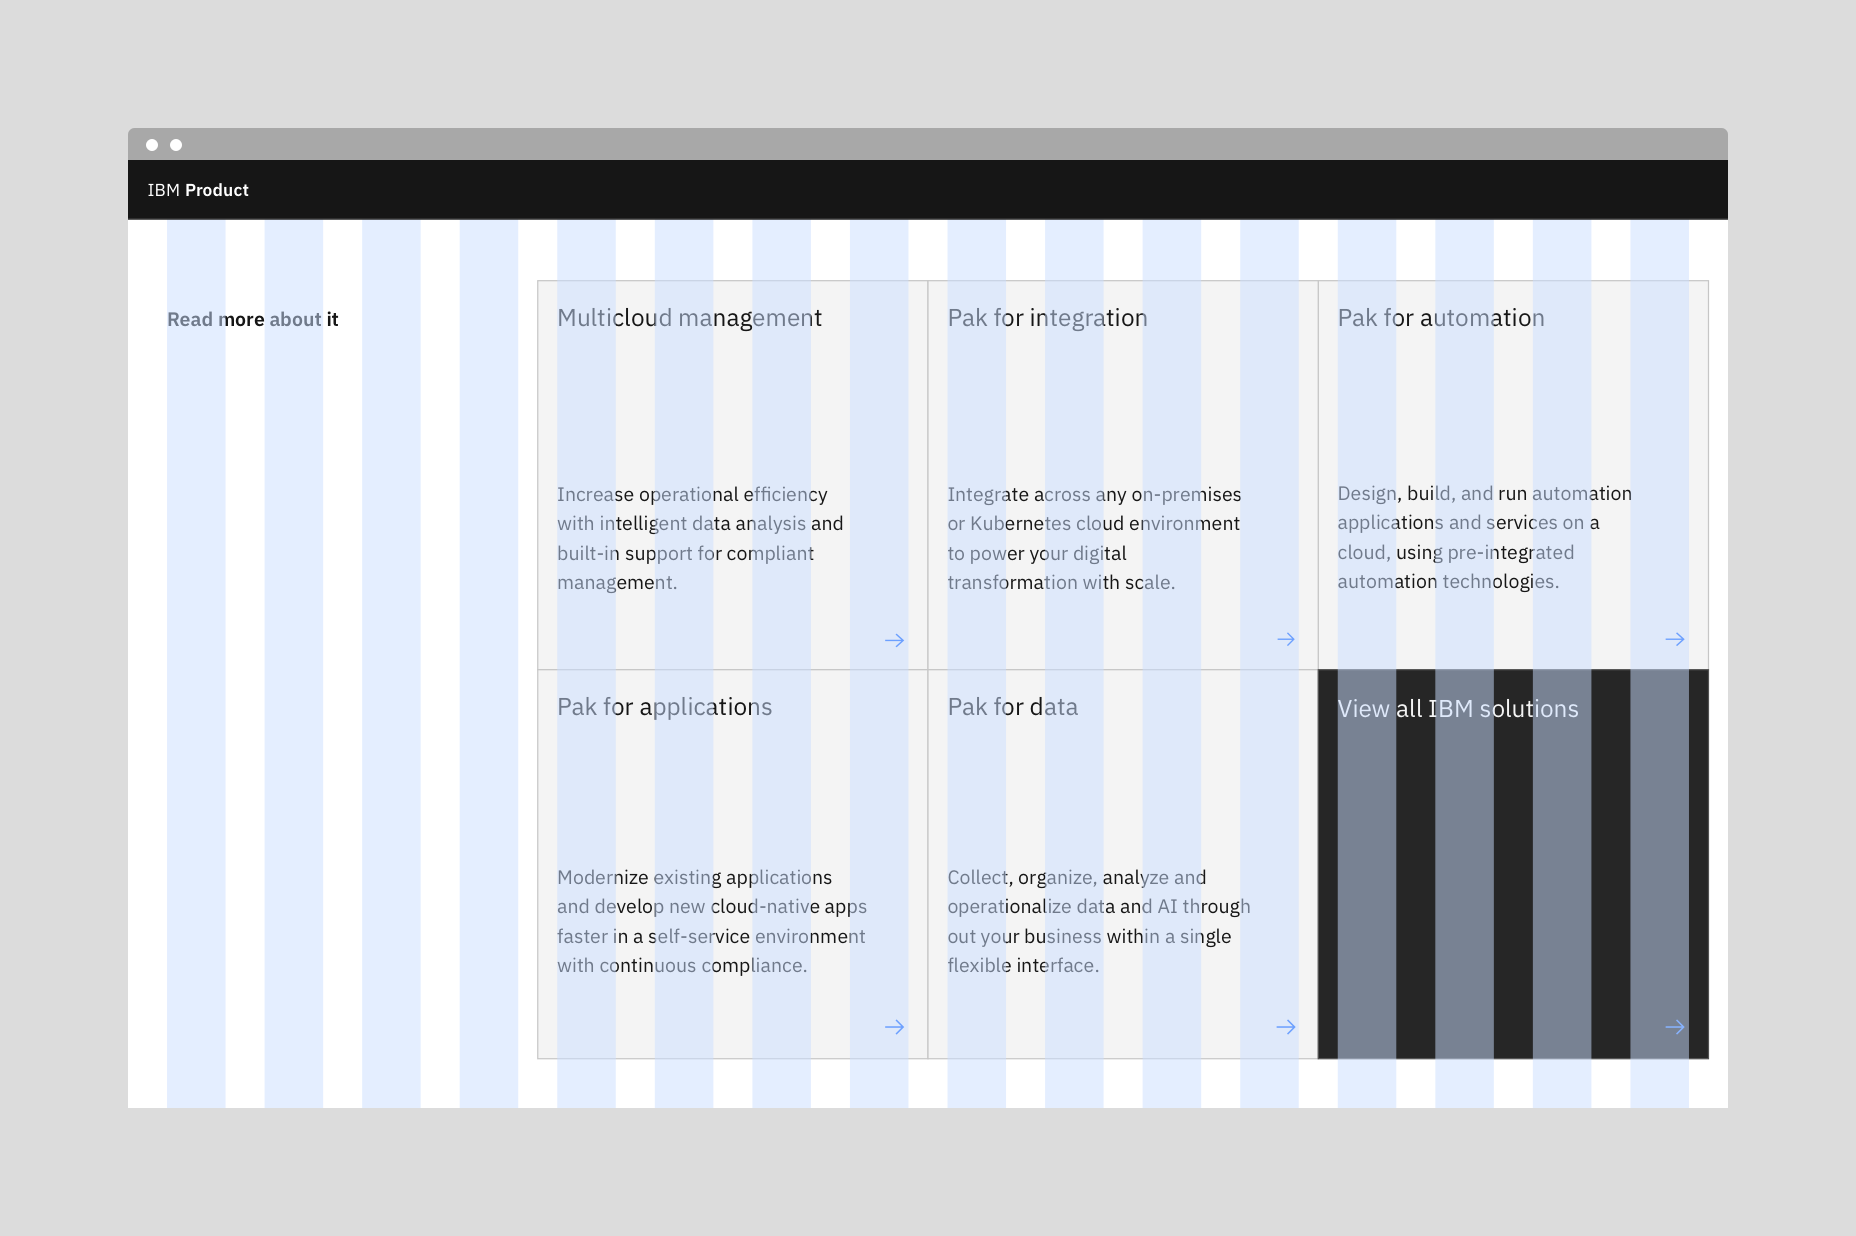 IBM Product
Read more about it
Multicloud management
Increase operational efficiency
with intelligent data analysis and
built-in support for compliant
management.
Pak for integration
Integrate across any on-premises
or Kubernetes cloud environment
to power your digital
transformation with scale.
Pak for automation
Design, build, and run automation
applications and services on a
cloud, using pre-integrated
automation technologies.
Pak for applications
Modernize existing applications
and develop new cloud-native apps
faster in a self-service environment
with continuous compliance.
Pak for data
Collect, organize, analyze and
operationalize data and AI through
out your business within a single
flexible interface.
View all IBM solutions